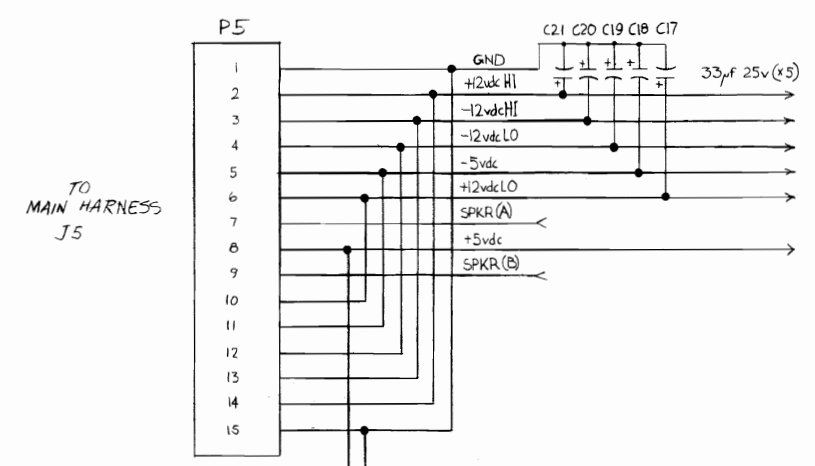 P5
C21 C20 C19 C18 C17
1 GND
33µf 25v (x5)
2 +12vdc HI
3 -12vdc HI
4 -12vdc LO
5 -5vdc
6 +12vdc LO
TO
MAIN HARNESS
J5
7 SPKR (A)
8 +5vdc
9 SPKR (B)
10
11
12
13
14
15
+
+
+
+
+